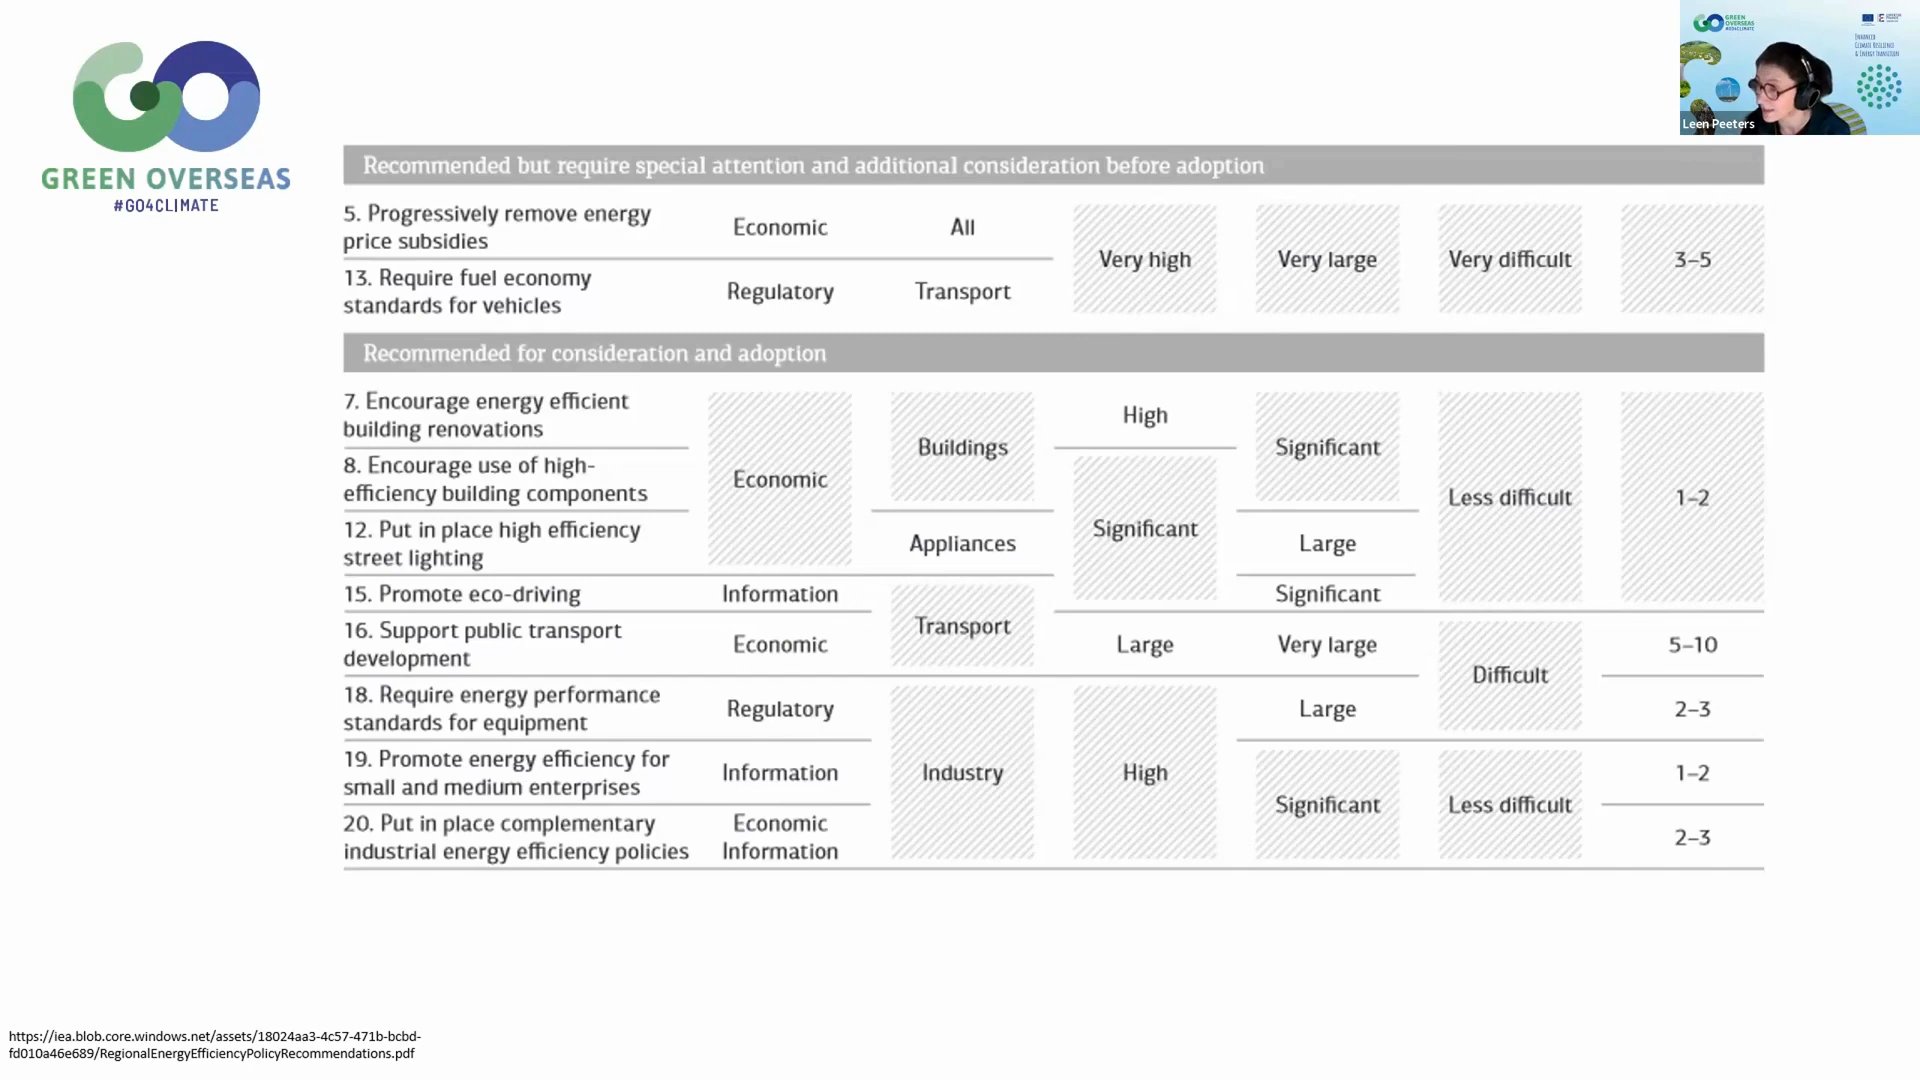 GREEN
OVERSEAS
#GO4CLIMATE
ENHANCED
CLIMATE RESILIENCE
& ENERGY TRANSITION
Leen Peeters
GREEN OVERSEAS
#GO4CLIMATE
Recommended but require special attention and additional consideration before adoption
5. Progressively remove energy
price subsidies
Economic
All
13. Require fuel economy
standards for vehicles
Regulatory
Transport
Very high
Very large
Very difficult
3–5
Recommended for consideration and adoption
7. Encourage energy efficient
building renovations
8. Encourage use of high-
efficiency building components
12. Put in place high efficiency
street lighting
Economic
Buildings
Appliances
High
Significant
Significant
Large
Less difficult
1–2
15. Promote eco-driving
Information
Significant
Transport
16. Support public transport
development
Economic
Large
Very large
Difficult
5–10
18. Require energy performance
standards for equipment
Regulatory
Large
2–3
19. Promote energy efficiency for
small and medium enterprises
Information
Industry
High
1–2
Significant
Less difficult
20. Put in place complementary
industrial energy efficiency policies
Economic
Information
2–3
https://iea.blob.core.windows.net/assets/18024aa3-4c57-471b-bcbd-
fd010a46e689/RegionalEnergyEfficiencyPolicyRecommendations.pdf